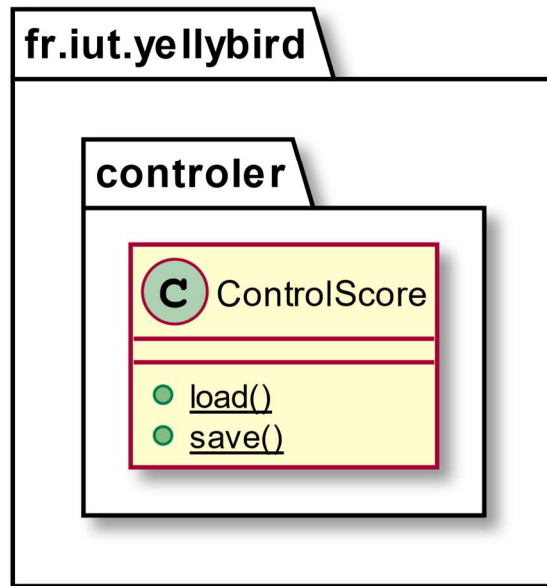 fr.iut.yellybird
controler
C ControlScore
load()
save()